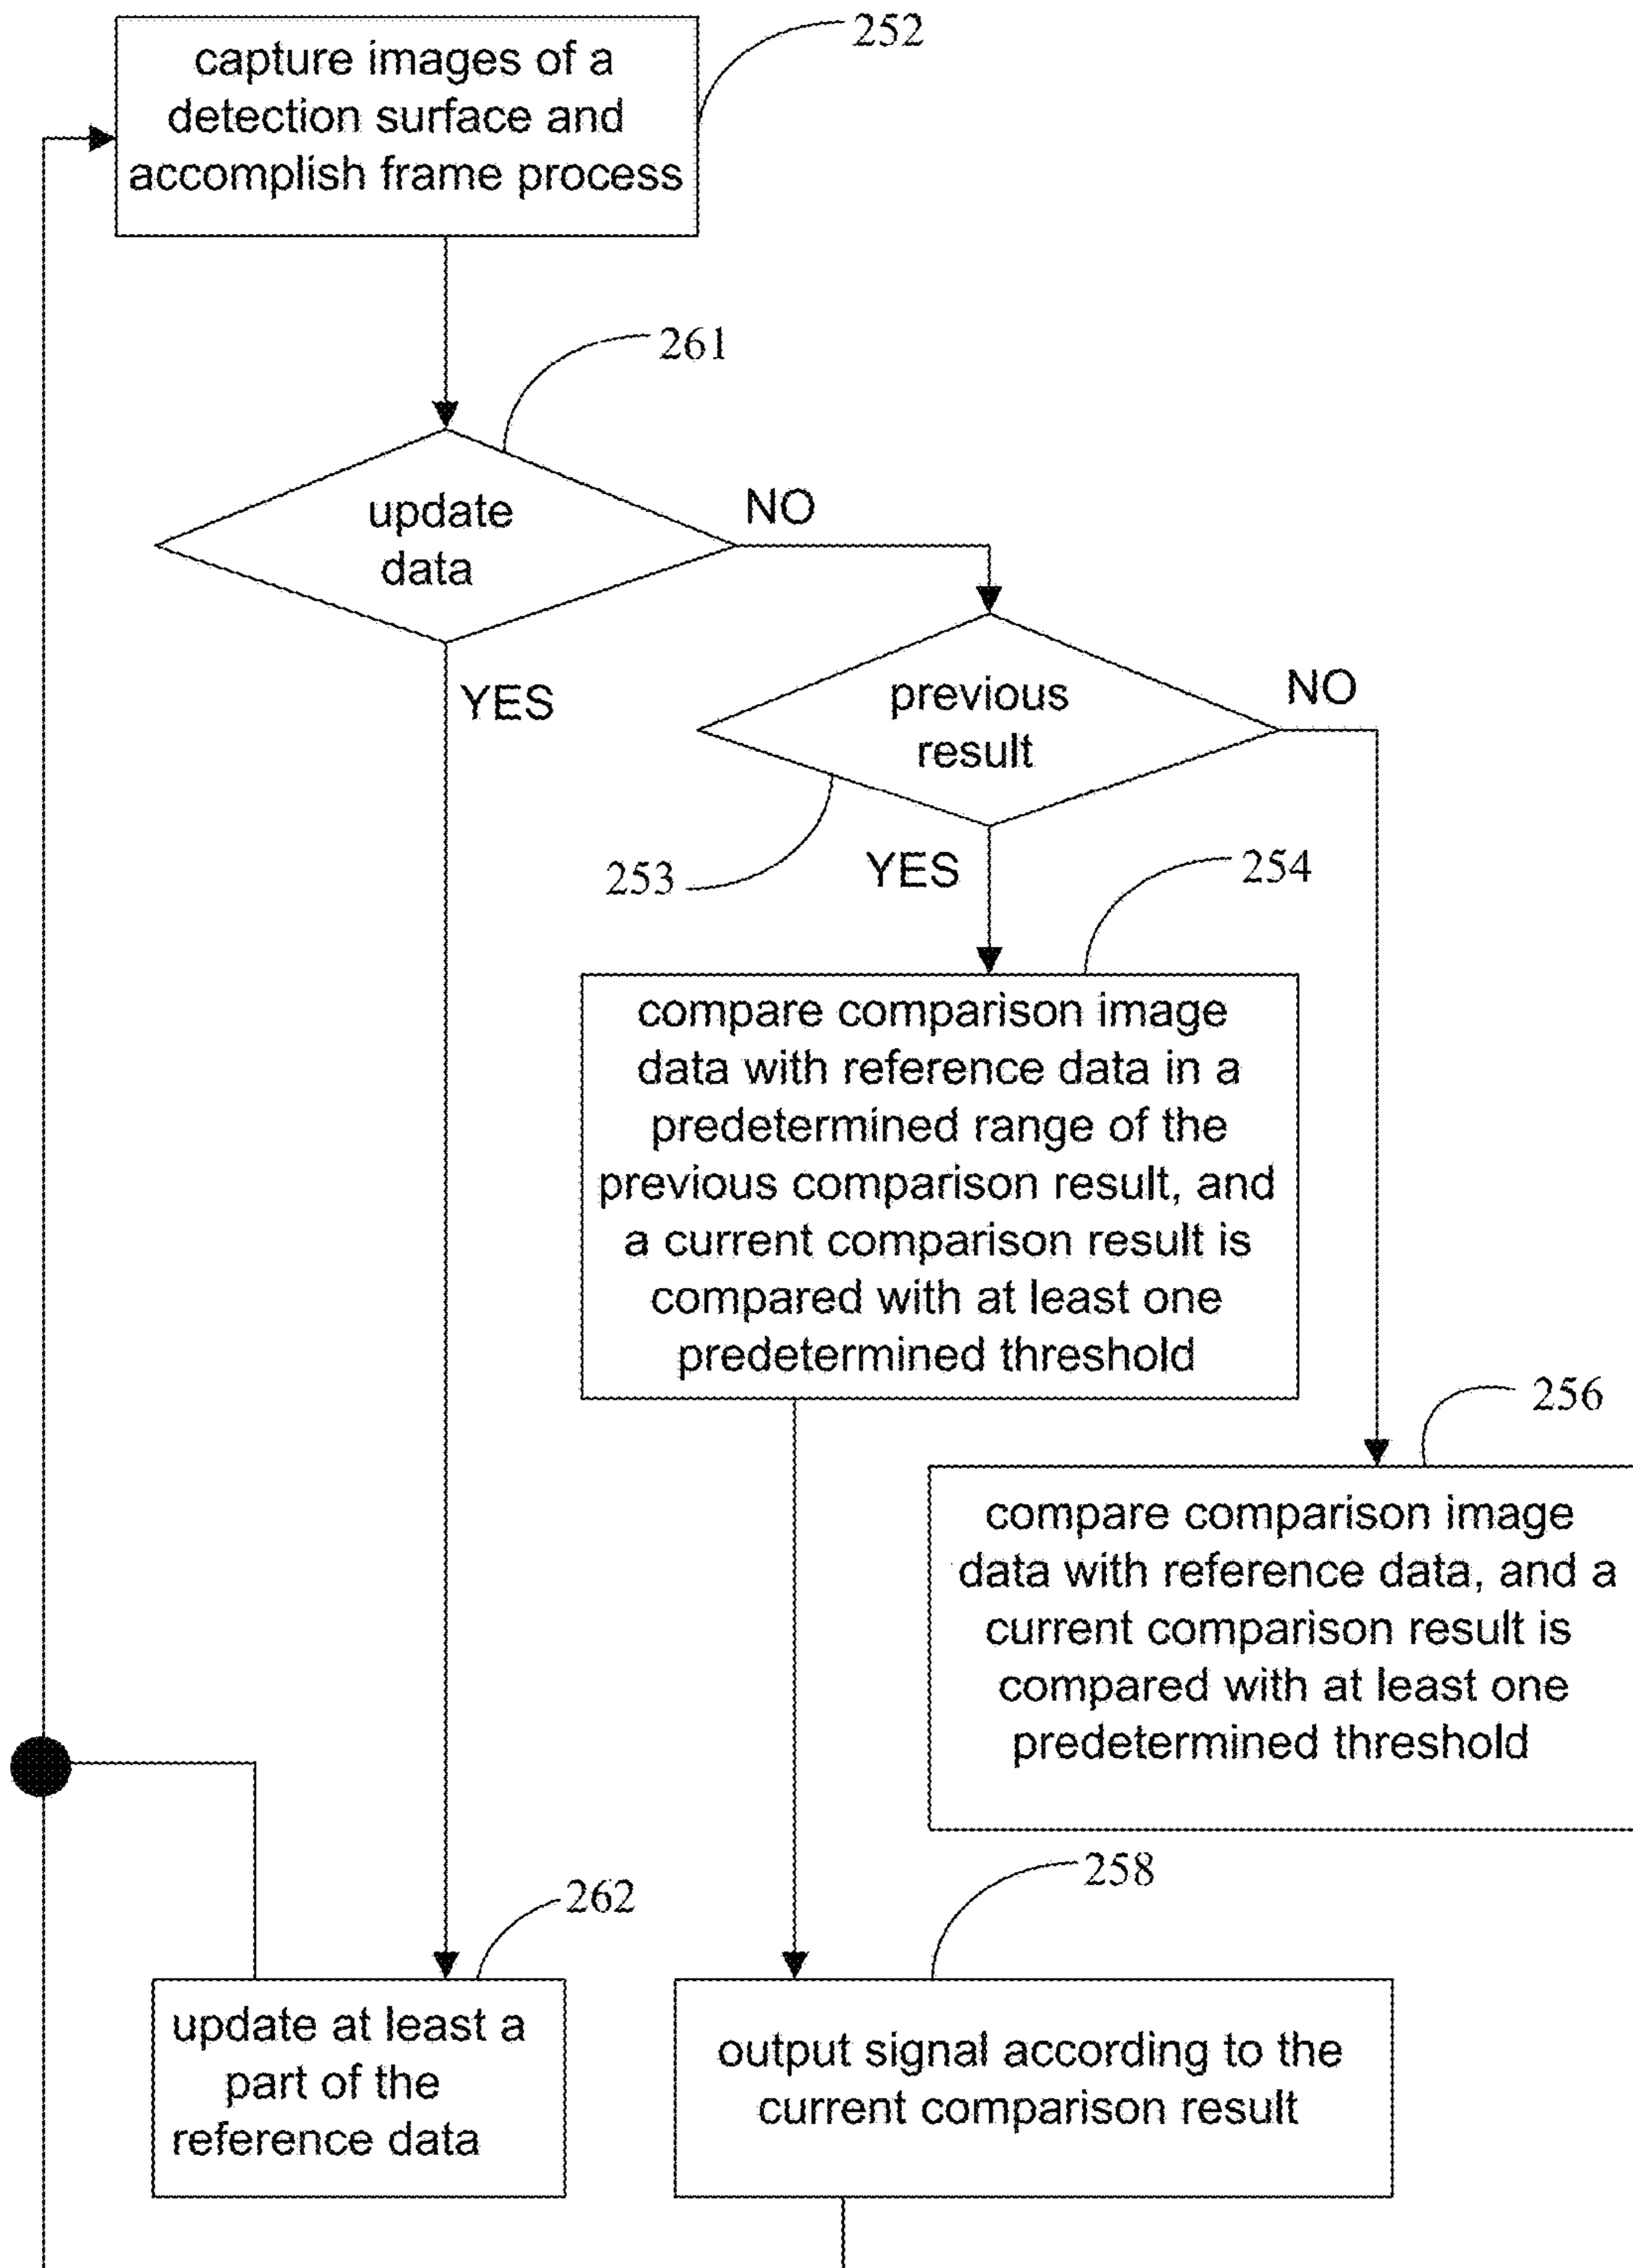 252
capture images of a
detection surface and
accomplish frame process
261
update
data
NO
YES
previous
result
NO
253
YES
254
compare comparison image
data with reference data in a
predetermined range of the
previous comparison result, and
a current comparison result is
compared with at least one
predetermined threshold
256
compare comparison image
data with reference data, and a
current comparison result is
compared with at least one
predetermined threshold
262
update at least a
part of the
reference data
258
output signal according to the
current comparison result